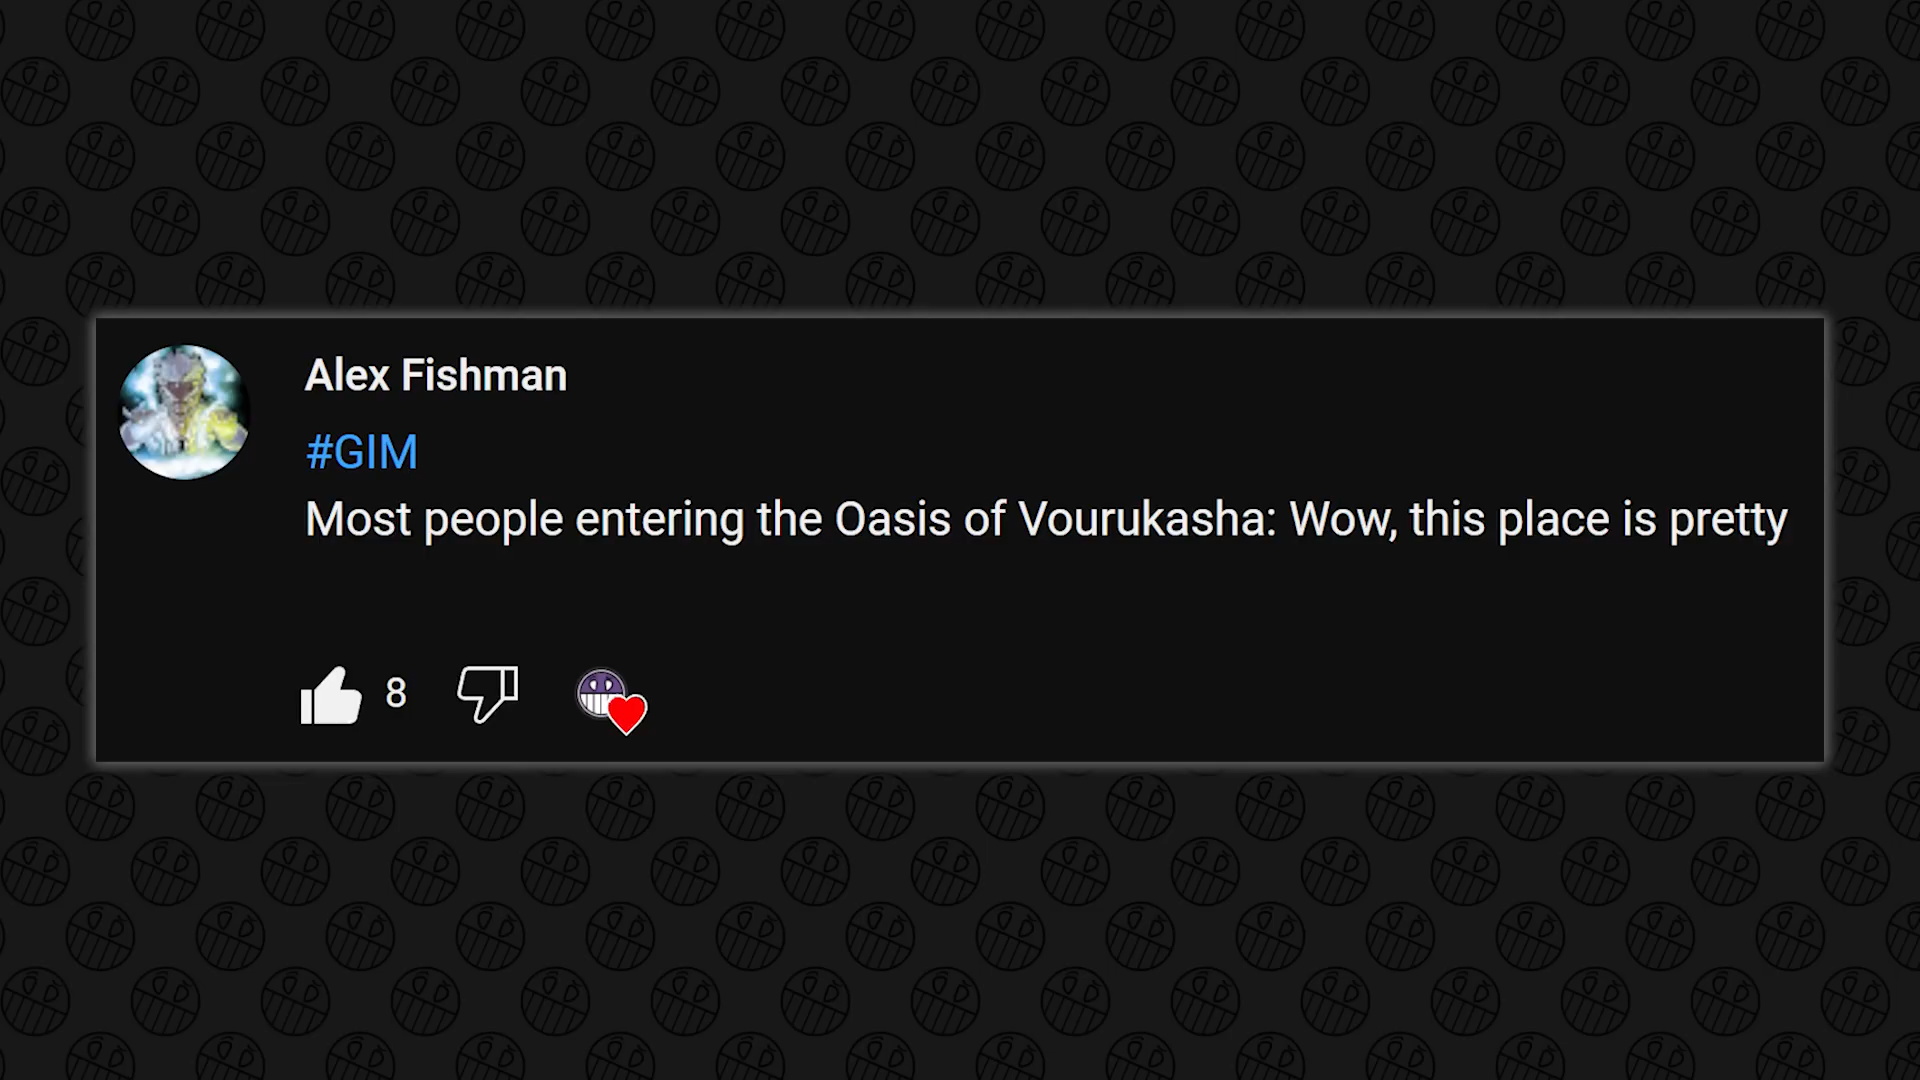 Alex Fishman
#GIM
Most people entering the Oasis of Vourukasha: Wow, this place is pretty
8